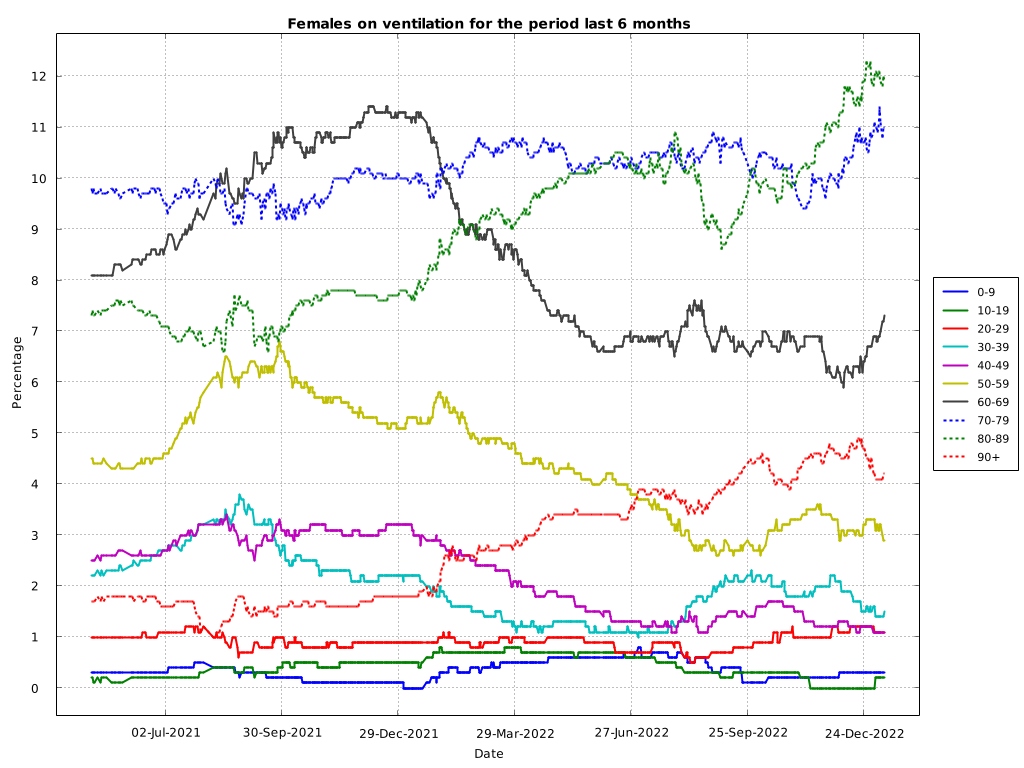 Females on ventilation for the period last 6 months
Percentage
12
11
10
9
8
7
6
5
4
3
2
1
0
02-Jul-2021
30-Sep-2021
29-Dec-2021
29-Mar-2022
27-Jun-2022
25-Sep-2022
24-Dec-2022
Date
0-9
10-19
20-29
30-39
40-49
50-59
60-69
70-79
80-89
90+